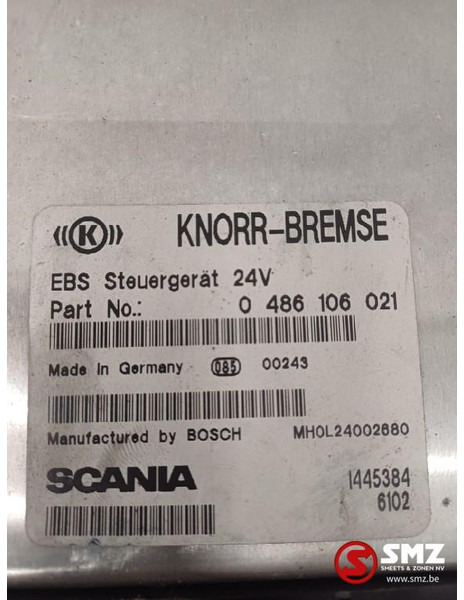 ((K)) KNORR-BREMSE
EBS Steuergerät 24V
Part No.: 0 486 106 021
Made in Germany 085 00243
Manufactured by BOSCH MH0L24002680
SCANIA 1445384
6102
SMZ
SMEETS & ZONEN NV
www.smz.be